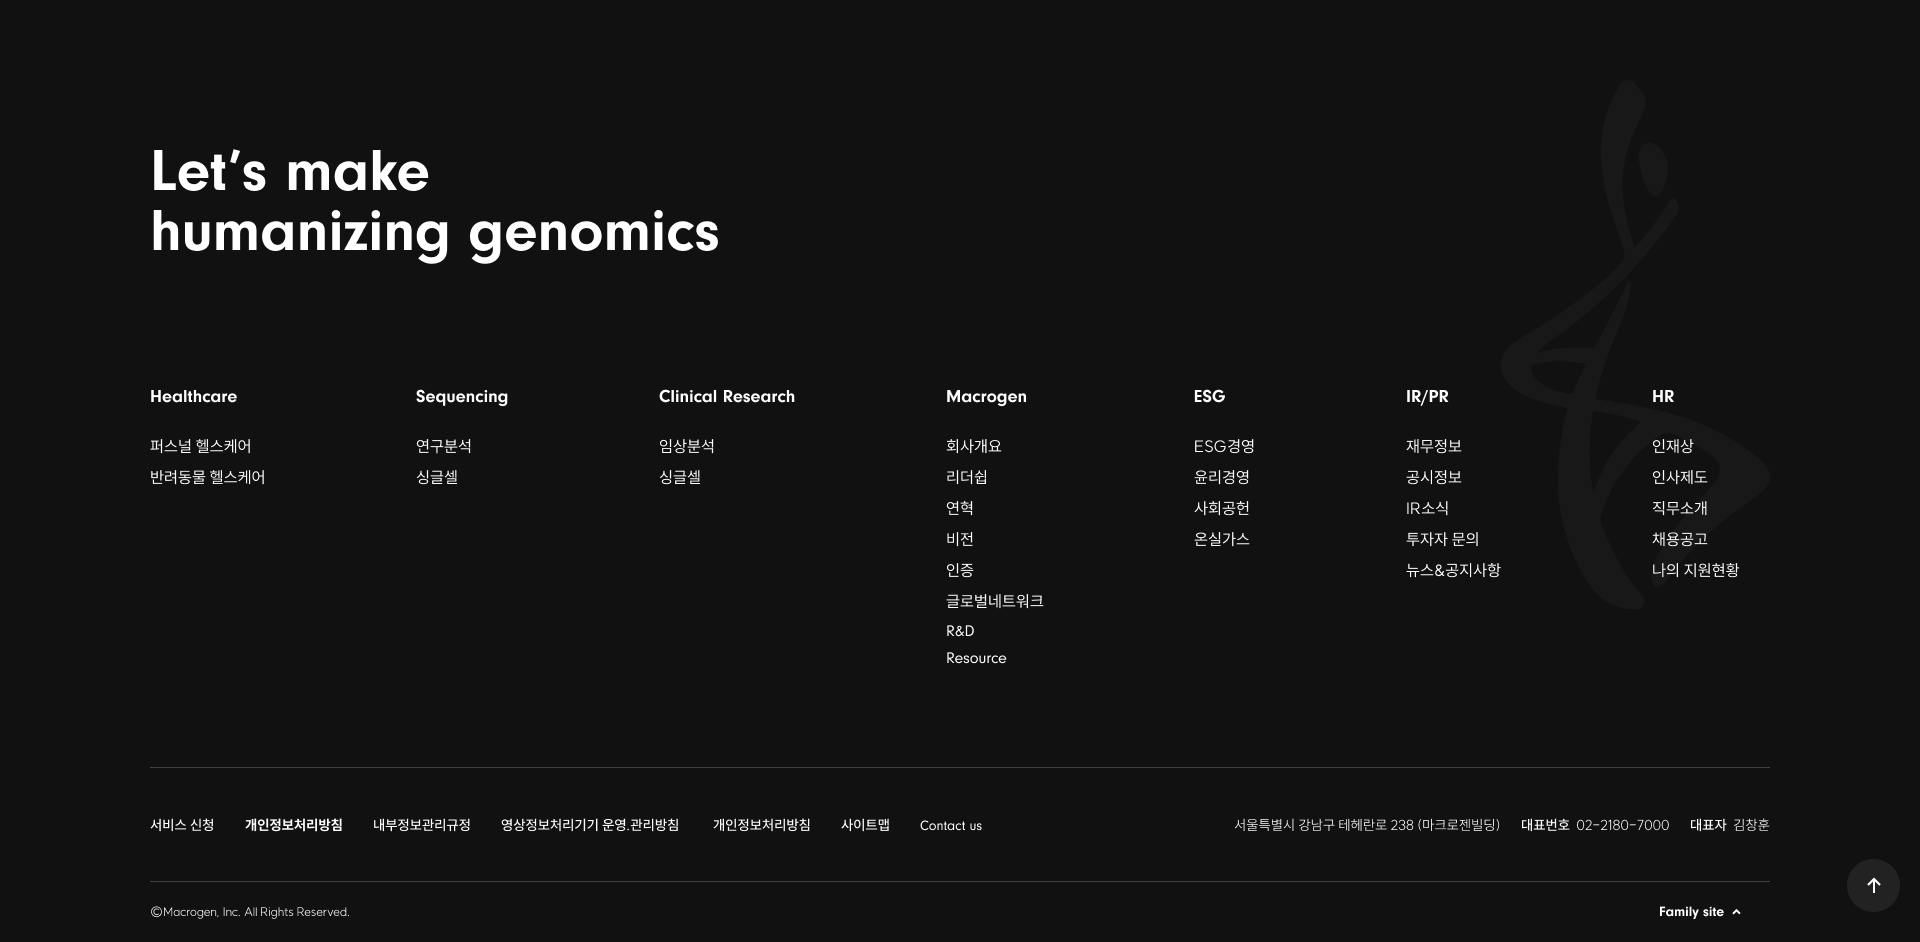 Let's make
humanizing genomics
Healthcare
퍼스널 헬스케어
반려동물 헬스케어
Sequencing
연구분석
싱글셀
Clinical Research
임상분석
싱글셀
Macrogen
회사개요
리더쉽
연혁
비전
인증
글로벌네트워크
R&D
Resource
ESG
ESG경영
윤리경영
사회공헌
온실가스
IR/PR
재무정보
공시정보
IR소식
투자자 문의
뉴스&공지사항
HR
인재상
인사제도
직무소개
채용공고
나의 지원현황
서비스 신청 개인정보처리방침 내부정보관리규정 영상정보처리기기 운영.관리방침 개인정보처리방침 사이트맵 Contact us
서울특별시 강남구 테헤란로 238 (마크로젠빌딩) 대표번호 02-2180-7000 대표자 김창훈
©Macrogen, Inc. All Rights Reserved.
Family site